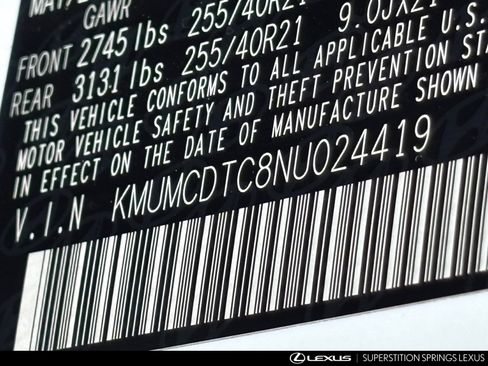 GAWR
FRONT 2745 lbs 255/40R21 9.0JX21
REAR 3131 lbs 255/40R21
THIS VEHICLE CONFORMS TO ALL APPLICABLE U.S.
MOTOR VEHICLE SAFETY AND THEFT PREVENTION
IN EFFECT ON THE DATE OF MANUFACTURE SHOWN
V.I.N KMUMCDTC8NU024419
LEXUS | SUPERSTITION SPRINGS LEXUS